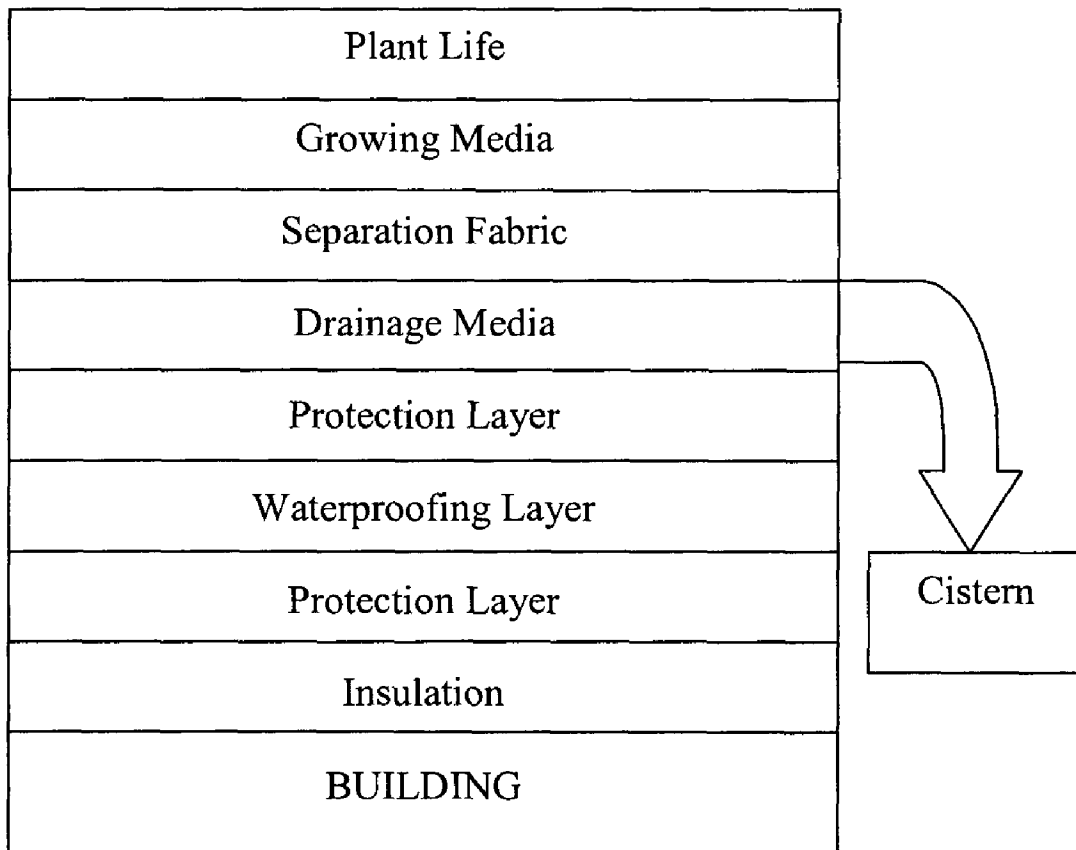 Plant Life
Growing Media
Separation Fabric
Drainage Media
Protection Layer
Waterproofing Layer
Protection Layer
Cistern
Insulation
BUILDING